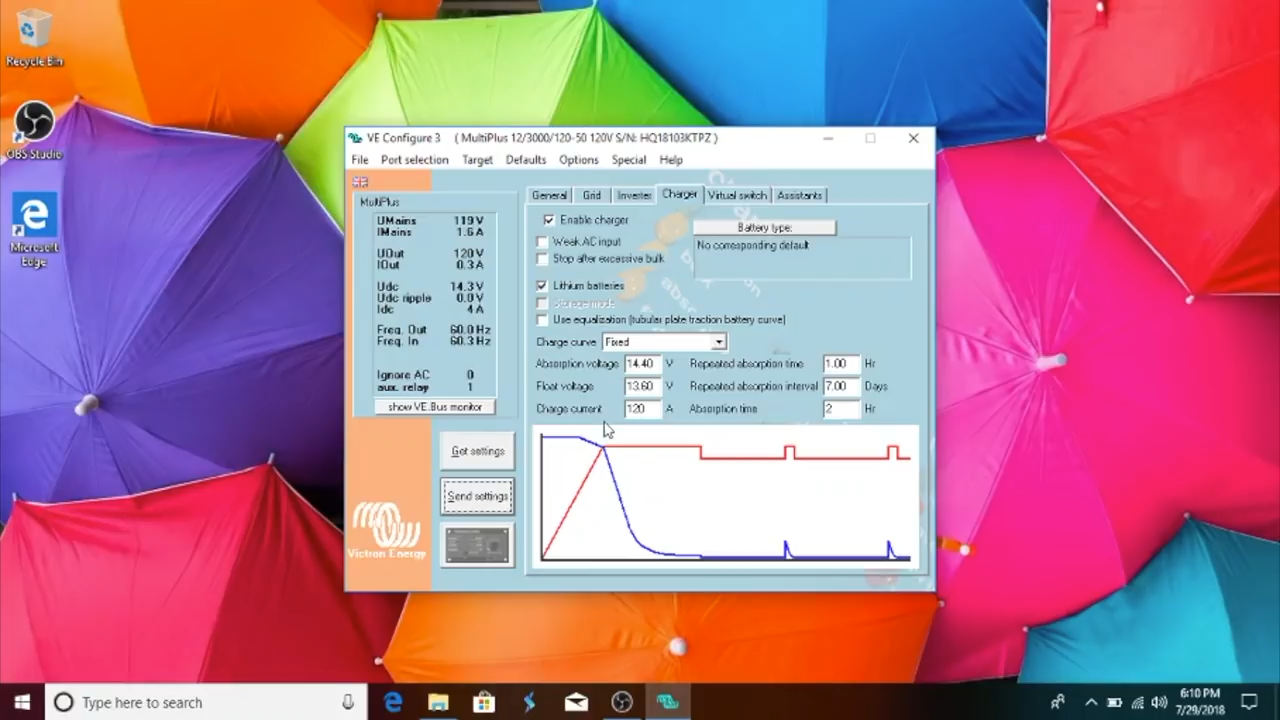 Recycle Bin
OBS Studio
Microsoft
Edge
VE Configure 3 ( MultiPlus 12/3000/120-50 120V S/N: HQ18103KTPZ )
File Port selection Target Defaults Options Special Help
MultiPlus
UMains 119 V
IMains 1.6 A
UOut 120 V
IOut 0.3 A
Udc 14.3 V
Udc ripple 0.0 V
Idc 4 A
Freq. Out 60.0 Hz
Freq. In 60.3 Hz
Ignore AC 0
aux. relay 1
show VE.Bus monitor
Get settings
Send settings
victron energy
General Grid Inverter Charger Virtual switch Assistants
Enable charger
Weak AC input
Stop after excessive bulk
Battery type:
No corresponding default
Lithium batteries
Storage mode
Use equalization (tubular plate traction battery curve)
Charge curve Fixed
Absorption voltage 14.40 V Repeated absorption time 1.00 Hr
Float voltage 13.60 V Repeated absorption interval 7.00 Days
Charge current 120 A Absorption time 2 Hr
Type here to search
6:10 PM
7/29/2018